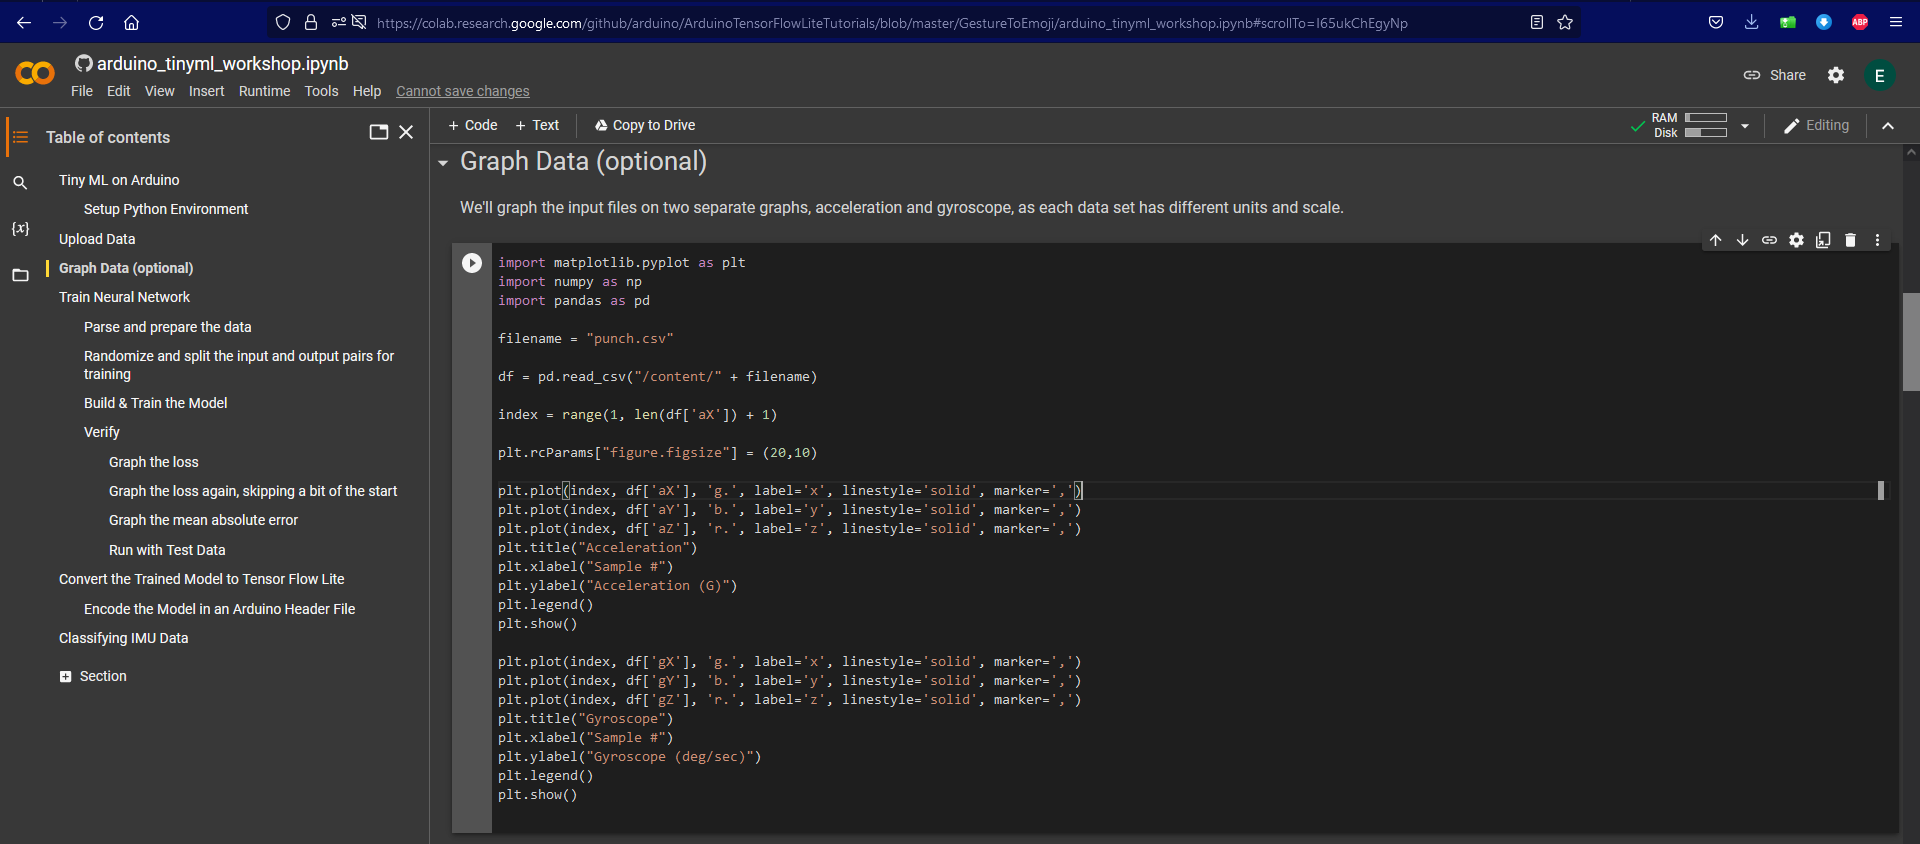 https://colab.research.google.com/github/arduino/ArduinoTensorFlowLiteTutorials/blob/master/GestureToEmoji/arduino_tinyml_workshop.ipynb#scrollTo=I65ukChEgyNp
ABP
arduino_tinyml_workshop.ipynb
File Edit View Insert Runtime Tools Help Cannot save changes
Share
E
Table of contents
Tiny ML on Arduino
Setup Python Environment
Upload Data
Graph Data (optional)
Train Neural Network
Parse and prepare the data
Randomize and split the input and output pairs for
training
Build & Train the Model
Verify
Graph the loss
Graph the loss again, skipping a bit of the start
Graph the mean absolute error
Run with Test Data
Convert the Trained Model to Tensor Flow Lite
Encode the Model in an Arduino Header File
Classifying IMU Data
Section
{x}
+ Code + Text Copy to Drive
RAM
Disk
Editing
Graph Data (optional)
We'll graph the input files on two separate graphs, acceleration and gyroscope, as each data set has different units and scale.
import matplotlib.pyplot as plt
import numpy as np
import pandas as pd
filename = "punch.csv"
df = pd.read_csv("/content/" + filename)
index = range(1, len(df['aX']) + 1)
plt.rcParams["figure.figsize"] = (20,10)
plt.plot(index, df['aX'], 'g.', label='x', linestyle='solid', marker=',')
plt.plot(index, df['aY'], 'b.', label='y', linestyle='solid', marker=',')
plt.plot(index, df['aZ'], 'r.', label='z', linestyle='solid', marker=',')
plt.title("Acceleration")
plt.xlabel("Sample #")
plt.ylabel("Acceleration (G)")
plt.legend()
plt.show()
plt.plot(index, df['gX'], 'g.', label='x', linestyle='solid', marker=',')
plt.plot(index, df['gY'], 'b.', label='y', linestyle='solid', marker=',')
plt.plot(index, df['gZ'], 'r.', label='z', linestyle='solid', marker=',')
plt.title("Gyroscope")
plt.xlabel("Sample #")
plt.ylabel("Gyroscope (deg/sec)")
plt.legend()
plt.show()